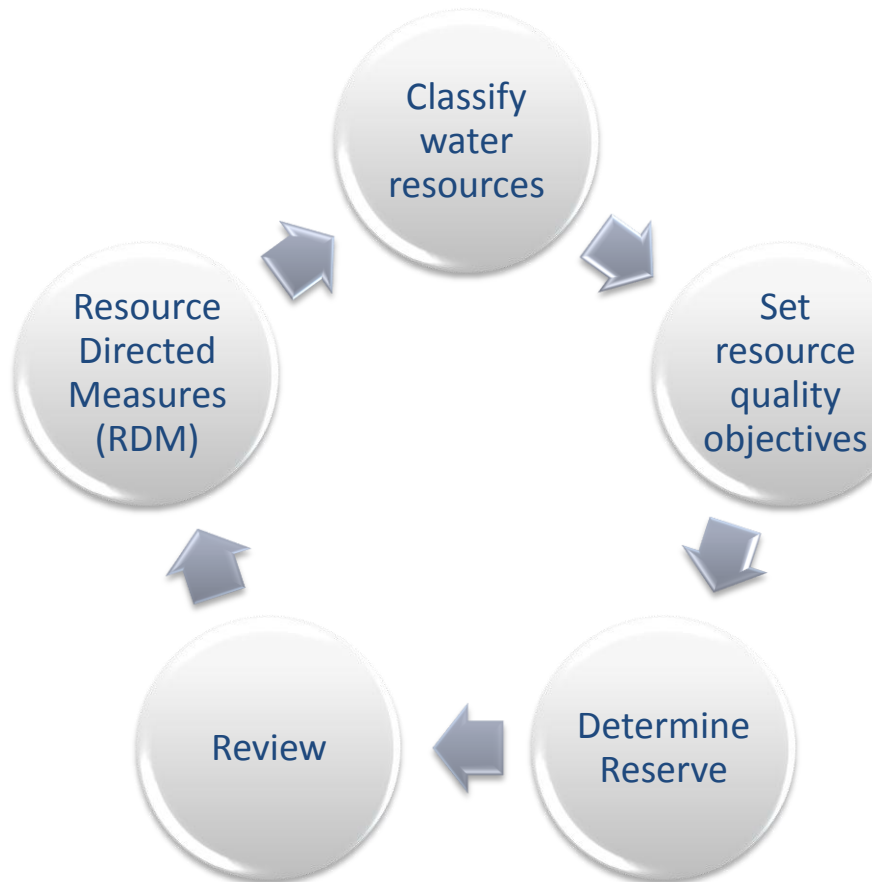 Classify
water
resources
Set
resource
quality
objectives
Determine
Reserve
Review
Resource
Directed
Measures
(RDM)